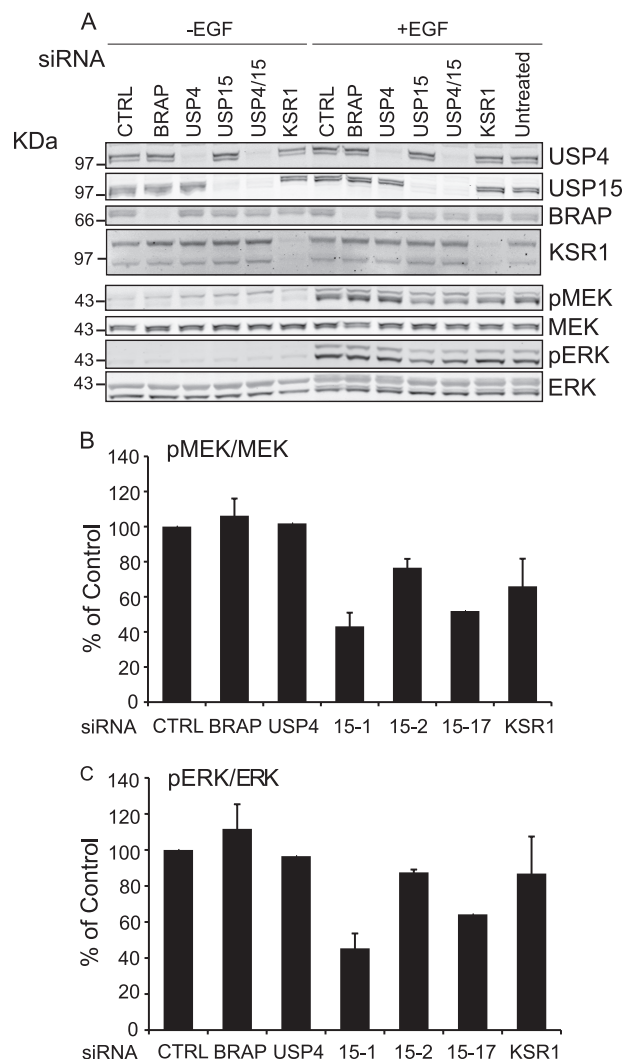 A
-EGF +EGF
siRNA
CTRL BRAP USP4 USP15 USP4/15 KSR1 CTRL BRAP USP4 USP15 USP4/15 KSR1 Untreated
KDa
97 USP4
97 USP15
66 BRAP
97 KSR1
43 pMEK
43 MEK
43 pERK
43 ERK
B
pMEK/MEK
% of Control
140
120
100
80
60
40
20
0
siRNA CTRL BRAP USP4 15-1 15-2 15-17 KSR1
C
pERK/ERK
% of Control
140
120
100
80
60
40
20
0
siRNA CTRL BRAP USP4 15-1 15-2 15-17 KSR1